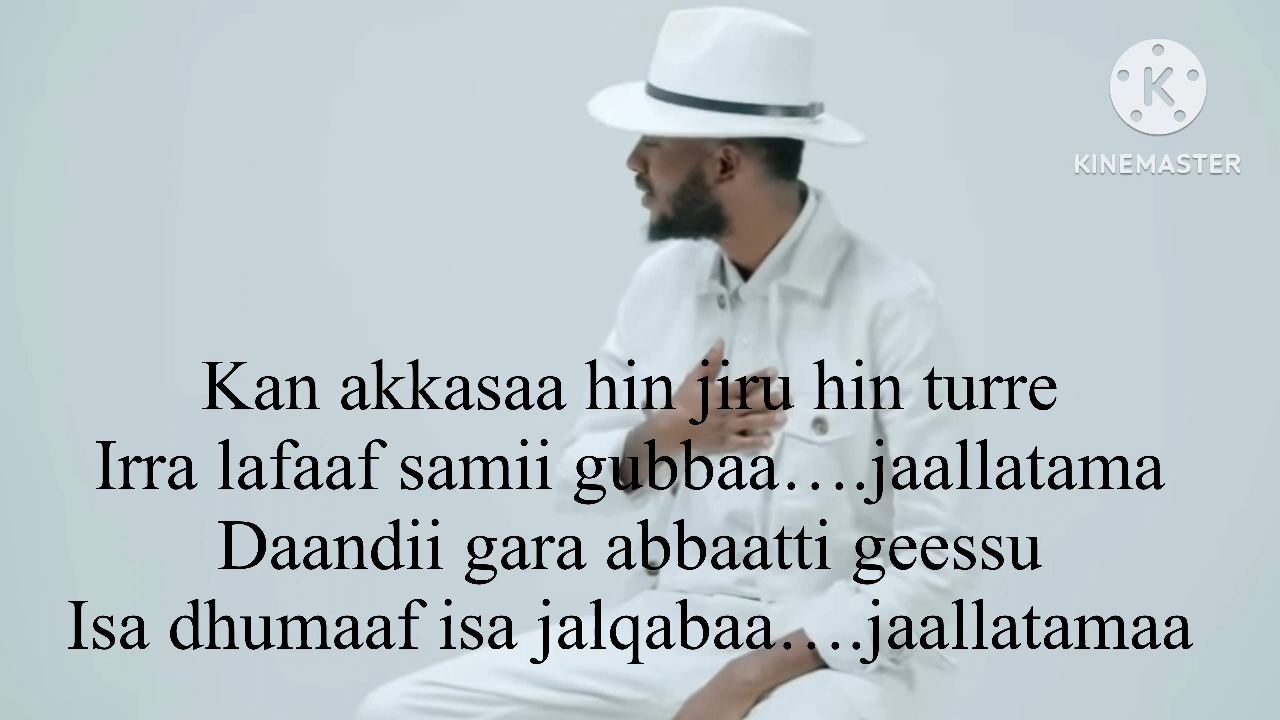 K
KINEMASTER
Kan akkasaa hin jiru hin turre
Irra lafaaf samii gubbaa….jaallatama
Daandii gara abbaatti geessu
Isa dhumaaf isa jalqabaa….jaallatamaa